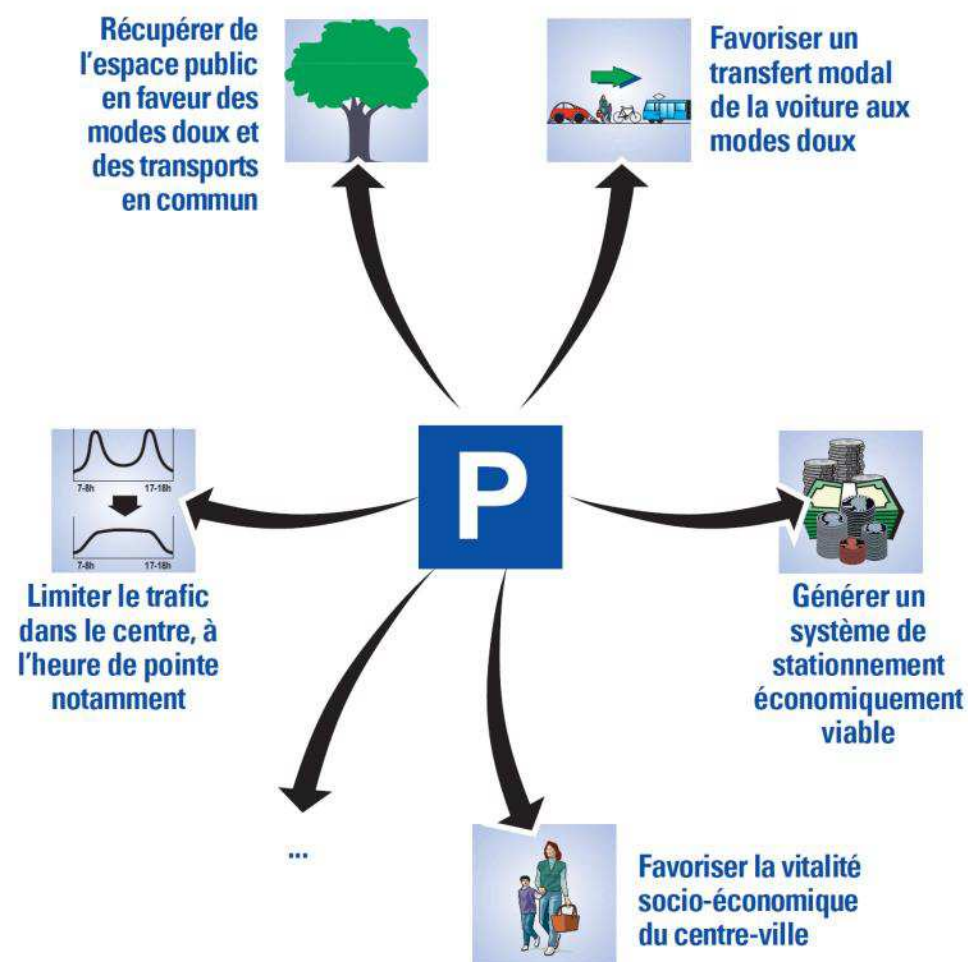 Récupérer de
l'espace public
en faveur des
modes doux et
des transports
en commun
Favoriser un
transfert modal
de la voiture aux
modes doux
P
7-8h 17-18h
7-8h 17-18h
Limiter le trafic
dans le centre, à
l'heure de pointe
notamment
Générer un
système de
stationnement
économiquement
viable
...
Favoriser la vitalité
socio-économique
du centre-ville